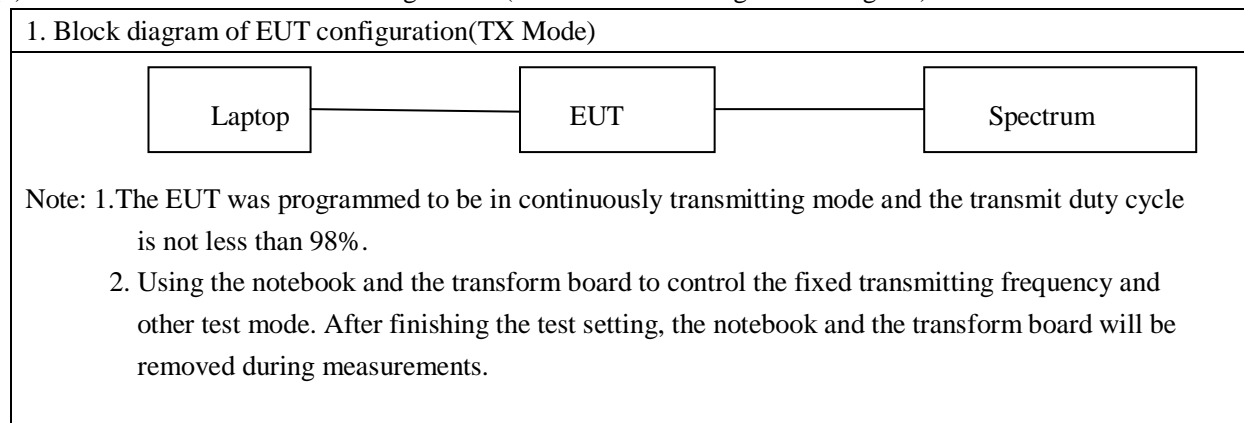 1. Block diagram of EUT configuration(TX Mode)
Laptop EUT Spectrum
Note: 1.The EUT was programmed to be in continuously transmitting mode and the transmit duty cycle
is not less than 98%.
2. Using the notebook and the transform board to control the fixed transmitting frequency and
other test mode. After finishing the test setting, the notebook and the transform board will be
removed during measurements.